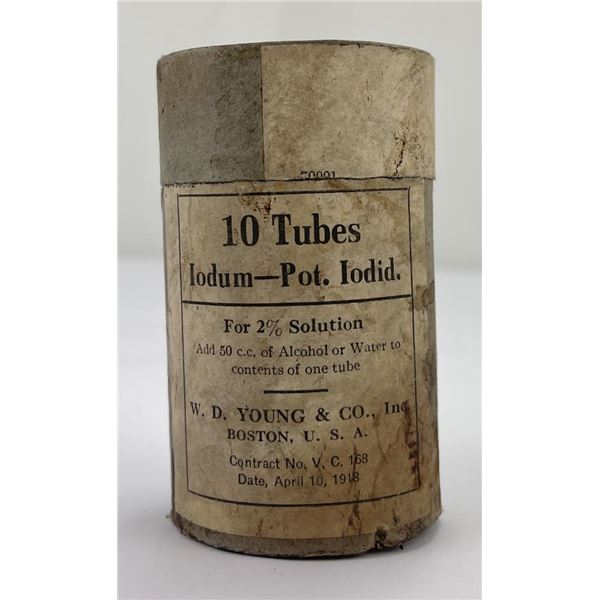 10 Tubes
Iodum—Pot. Iodid.
For 2% Solution
Add 50 c.c. of Alcohol or Water to
contents of one tube
W. D. YOUNG & CO., Inc
BOSTON, U. S. A.
Contract No. V. C. 168
Date, April 10, 1918